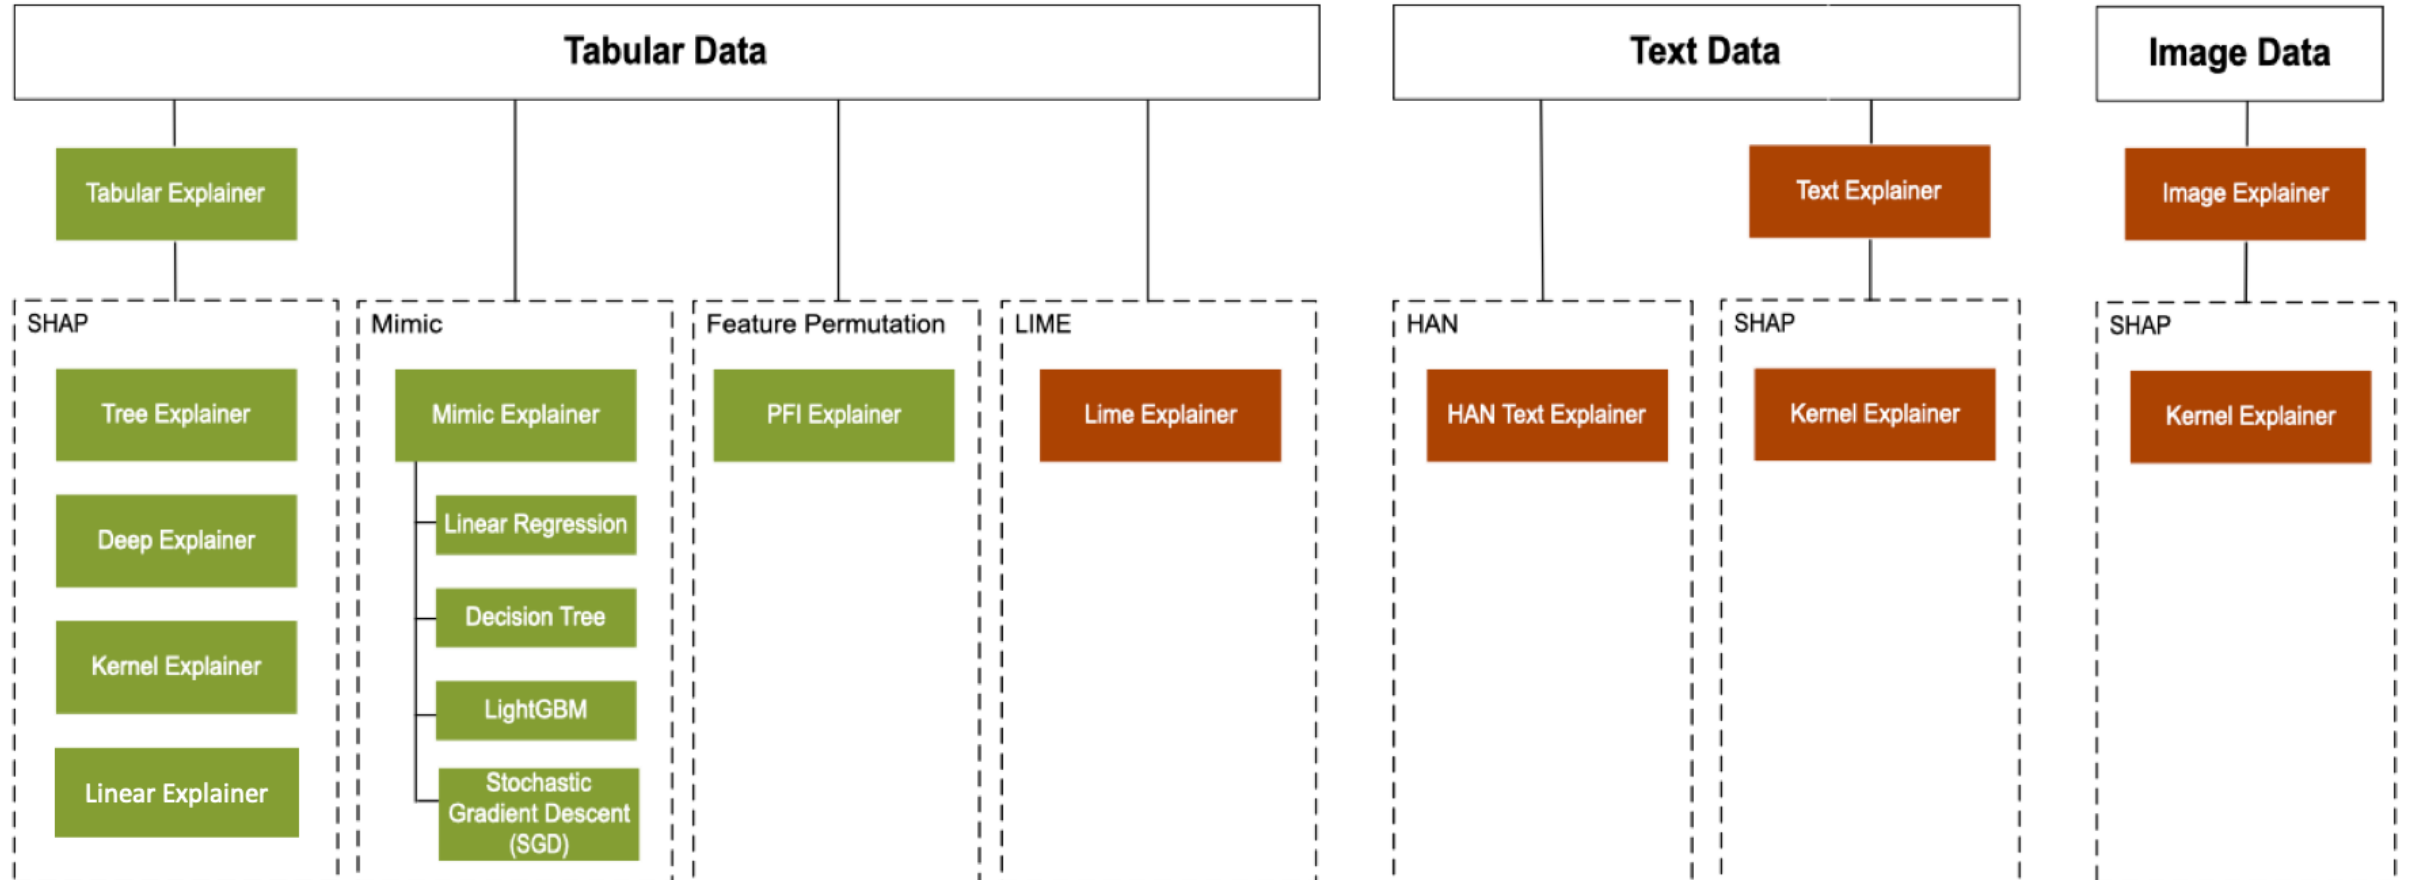 Tabular Data
Text Data
Image Data
Tabular Explainer
Text Explainer
Image Explainer
SHAP
Tree Explainer
Deep Explainer
Kernel Explainer
Linear Explainer
Mimic
Mimic Explainer
Linear Regression
Decision Tree
LightGBM
Stochastic
Gradient Descent
(SGD)
Feature Permutation
PFI Explainer
LIME
Lime Explainer
HAN
HAN Text Explainer
SHAP
Kernel Explainer
SHAP
Kernel Explainer